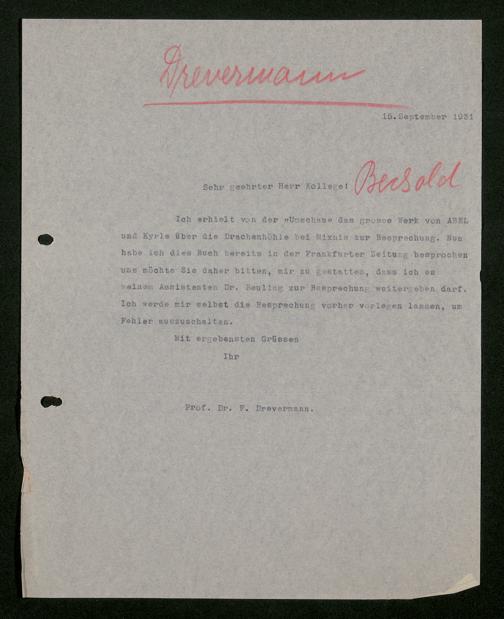 Drevermann
15.September 1931
Sehr geehrter Herr Kollege!
Bechold
Ich erhielt von der "Umschau" das grosse Werk von ABEL
und Kyrle über die Drachenhöhle bei Mixniz zur Besprechung. Nun
habe ich dies Buch bereits in der Frankfurter Zeitung besprochen
und möchte Sie daher bitten, mir zu gestatten, dass ich es
meinem Assistenten Dr. Beuling zur Besprechung weitergeben darf.
Ich werde mir selbst die Besprechung vorher vorlegen lassen, um
Fehler auszuschalten.
Mit ergebensten Grüssen
Ihr
Prof. Dr. F. Drevermann.